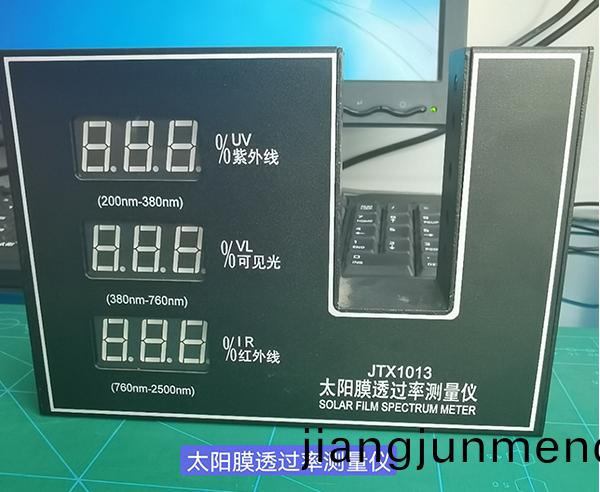 % UV
紫外线
(200nm-380nm)
% VL
可见光
(380nm-760nm)
% IR
红外线
(760nm-2500nm)
JTX1013
太阳膜透过率测量仪
SOLAR FILM SPECTRUM METER
太阳膜透过率测量仪
jiangjunmen